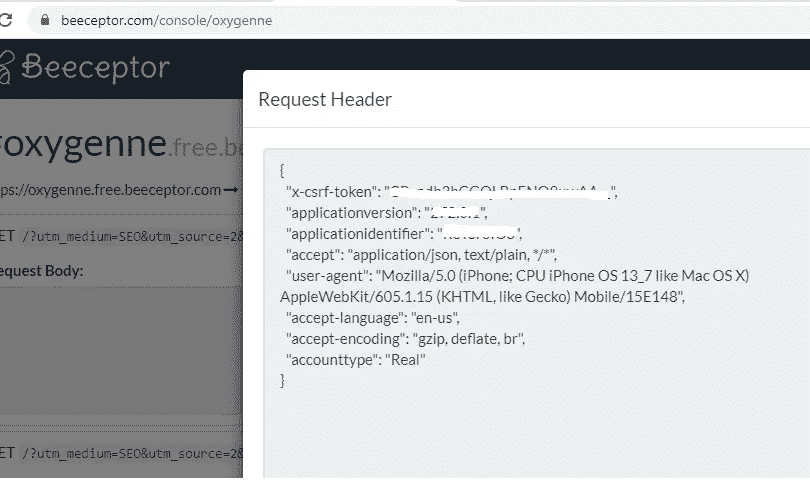 beeceptor.com/console/oxygenne
Beeceptor
Request Header
oxygenne.free.be
ps://oxygenne.free.beeceptor.com
ET /?utm_medium=SEO&utm_source=2&
equest Body:
{
"x-csrf-token": "
"applicationversion": "
"applicationidentifier": "
"accept": "application/json, text/plain, */*",
"user-agent": "Mozilla/5.0 (iPhone; CPU iPhone OS 13_7 like Mac OS X)
AppleWebKit/605.1.15 (KHTML, like Gecko) Mobile/15E148",
"accept-language": "en-us",
"accept-encoding": "gzip, deflate, br",
"accounttype": "Real"
}
ET /?utm_medium=SEO&utm_source=2&